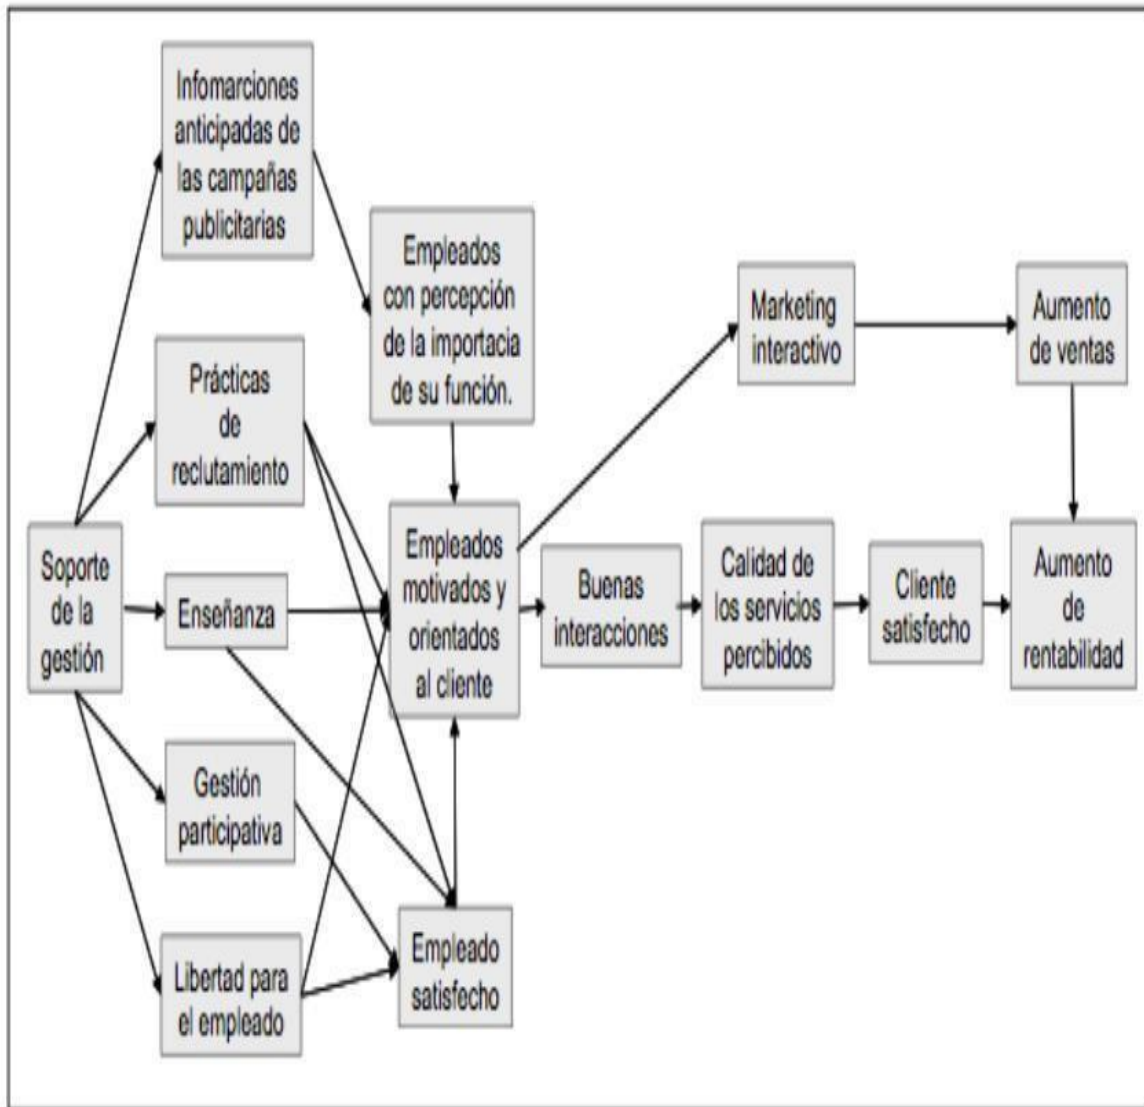 Infomarciones
anticipadas de
las campañas
publicitarias
Empleados
con percepción
de la importacia
de su función.
Marketing
interactivo
Aumento
de ventas
Prácticas
de
reclutamiento
Soporte
de la
gestión
Enseñanza
Empleados
motivados y
orientados
al cliente
Buenas
interacciones
Calidad de
los servicios
percibidos
Cliente
satisfecho
Aumento
de
rentabilidad
Gestión
participativa
Libertad para
el empleado
Empleado
satisfecho